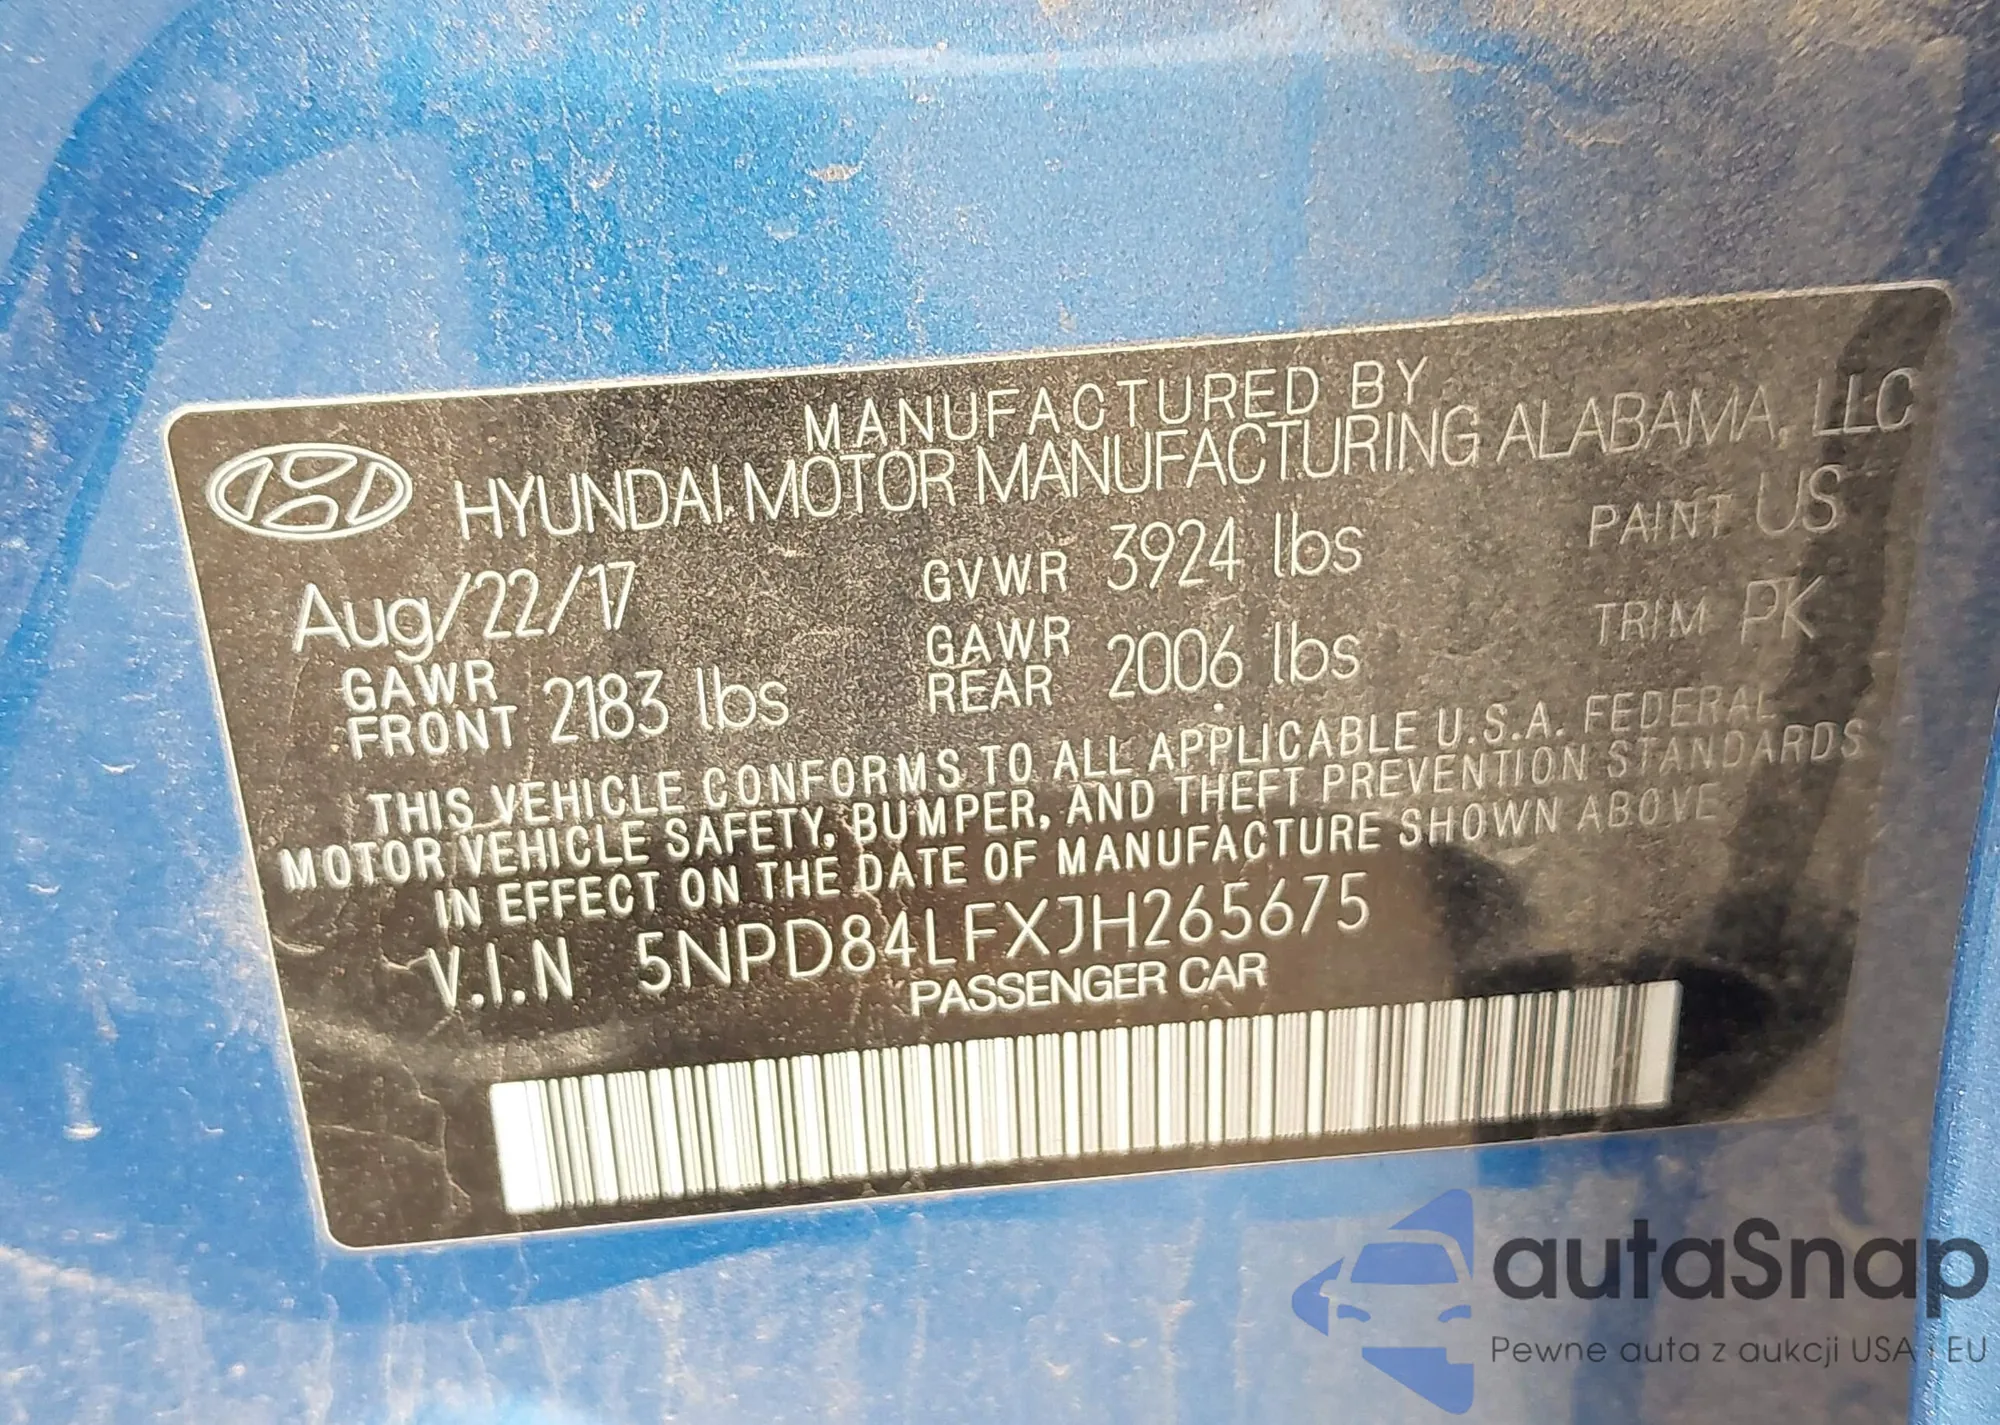 MANUFACTURED BY
HYUNDAI MOTOR MANUFACTURING ALABAMA, LLC
Aug/22/17 GVWR 3924 lbs PAINT US
GAWR FRONT 2183 lbs GAWR REAR 2006 lbs TRIM PK
THIS VEHICLE CONFORMS TO ALL APPLICABLE U.S.A. FEDERAL
MOTOR VEHICLE SAFETY, BUMPER, AND THEFT PREVENTION STANDARDS
IN EFFECT ON THE DATE OF MANUFACTURE SHOWN ABOVE
V.I.N 5NPD84LFXJH265675
PASSENGER CAR
autaSnap
Pewne auta z aukcji USA i EU